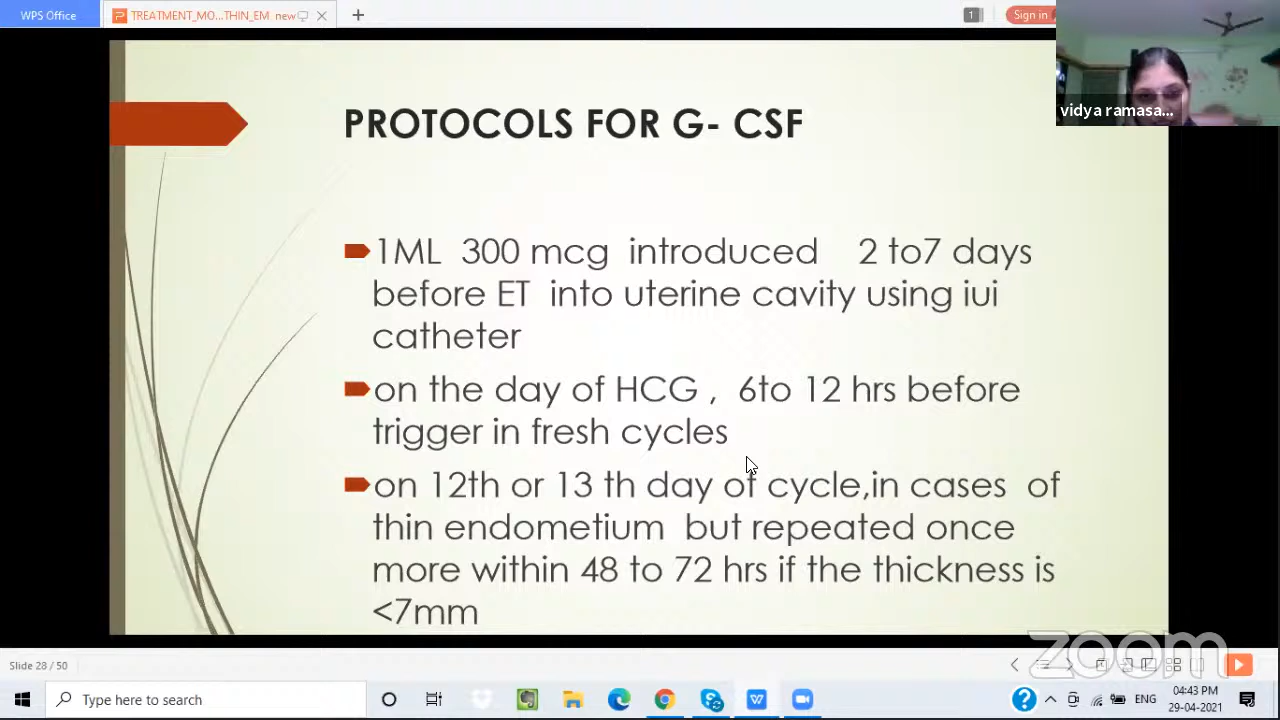 WPS Office
TREATMENT_MO...THIN_EM new
1
Sign in
vidya ramasa...
PROTOCOLS FOR G- CSF
1ML 300 mcg introduced 2 to7 days
before ET into uterine cavity using iui
catheter
on the day of HCG , 6to 12 hrs before
trigger in fresh cycles
on 12th or 13 th day of cycle,in cases of
thin endometium but repeated once
more within 48 to 72 hrs if the thickness is
<7mm
zoom
Slide 28 / 50
Type here to search
ENG
04:43 PM
29-04-2021